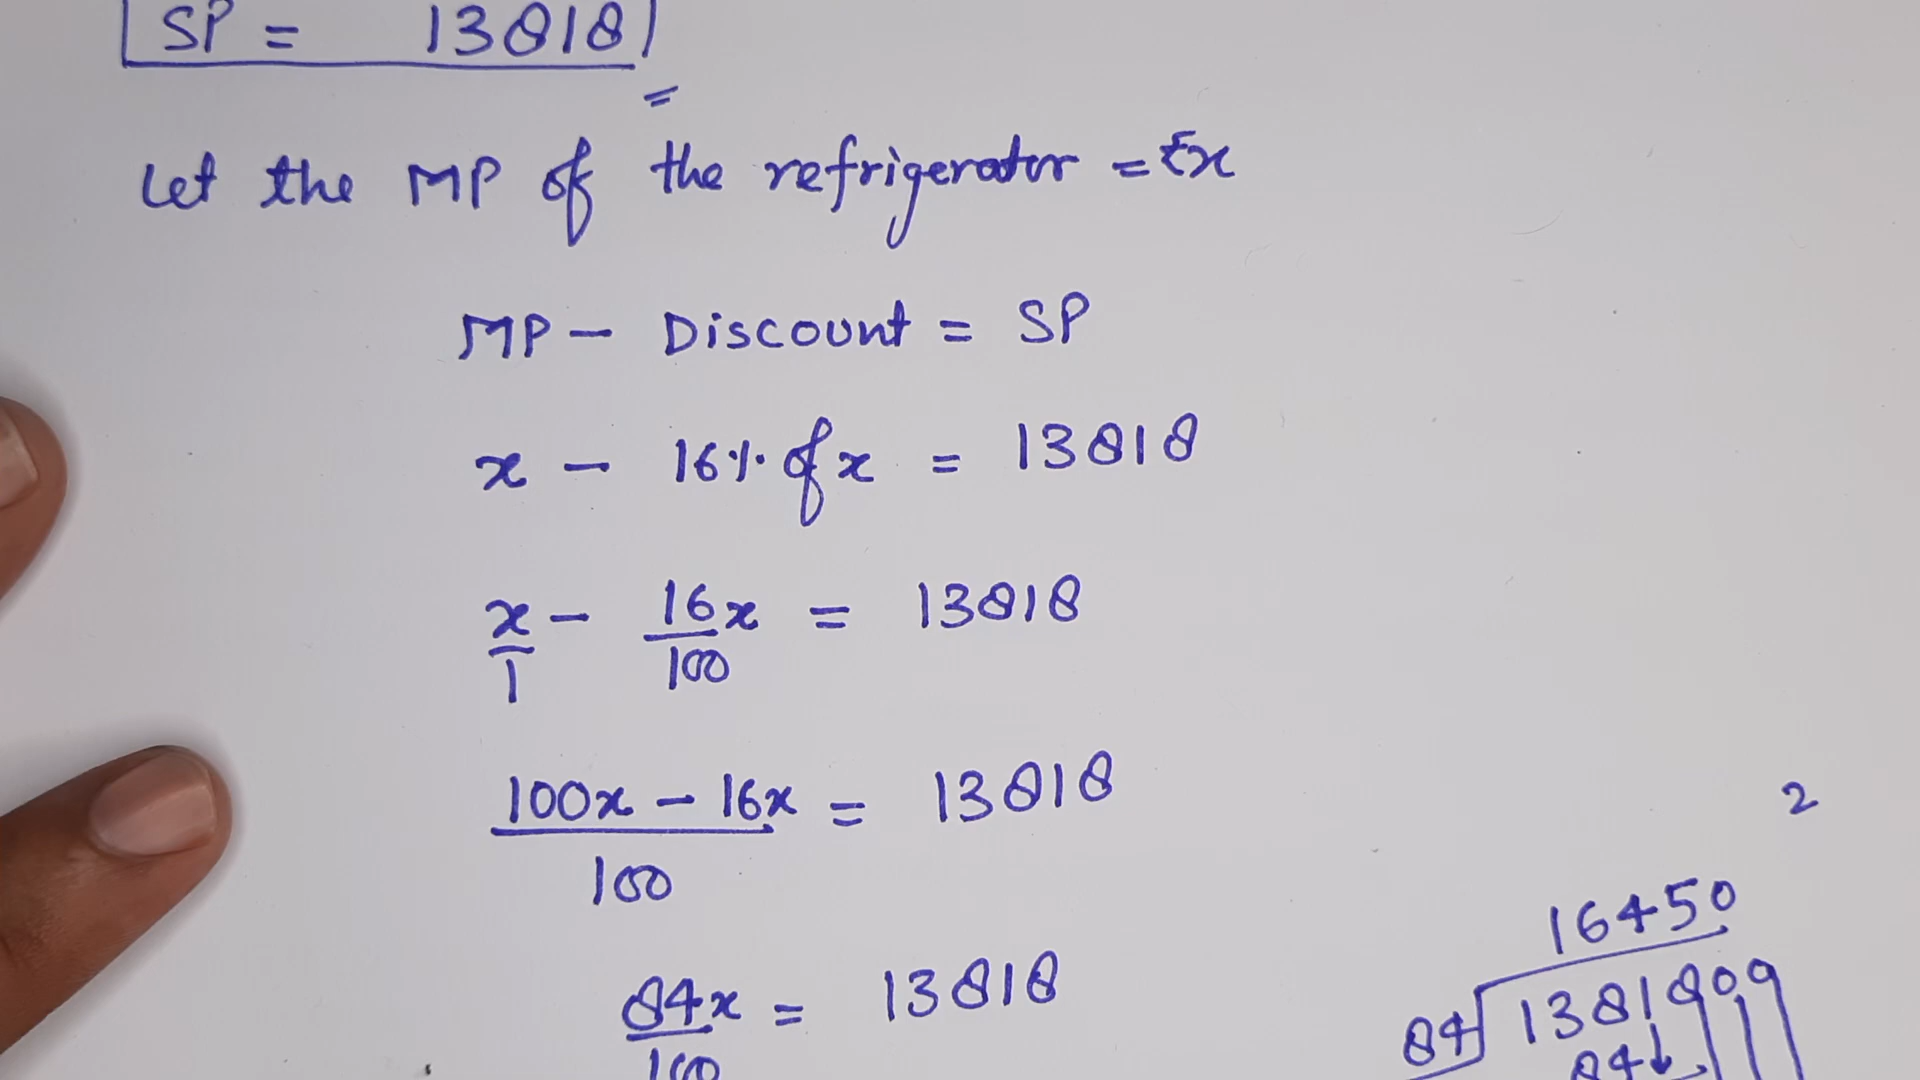 SP = 13818
=
Let the MP of the refrigerator = ₹x
MP - Discount = SP
x - 16% of x = 13818
x/1 - 16x/100 = 13818
100x - 16x = 13818
100
2
16450
84x = 13818
100
84 1381800
84↓